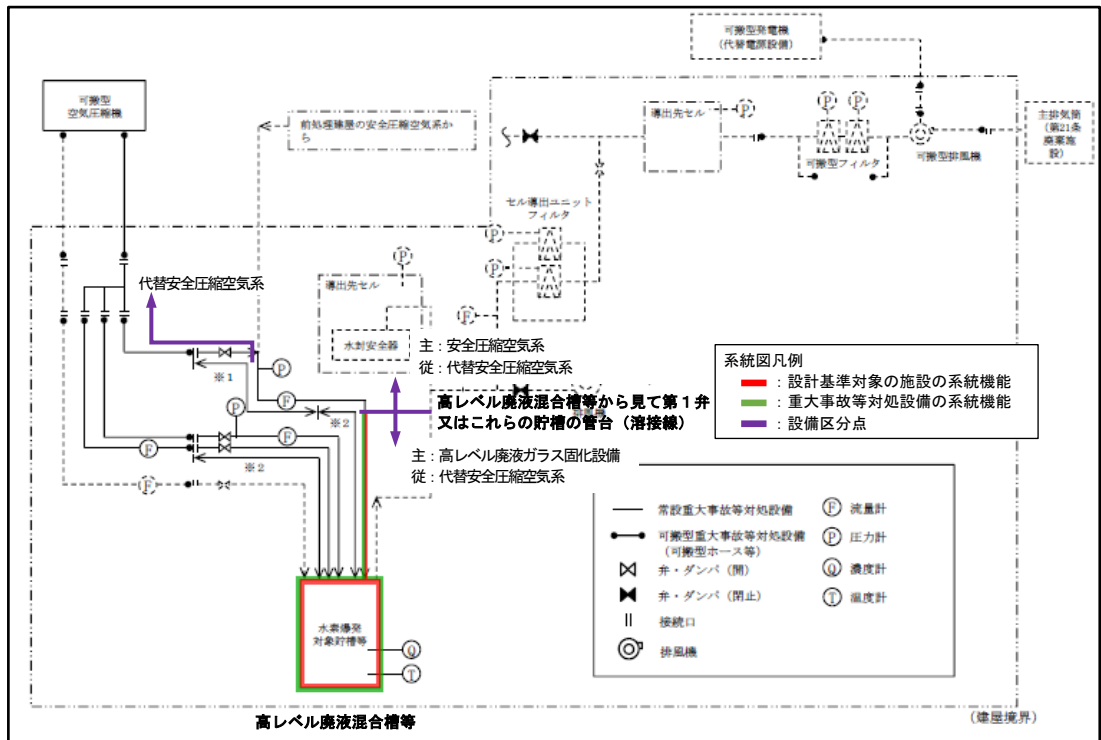 可搬型発電機
(代替電源設備)
可搬型
空気圧縮機
前処理建屋の安全圧縮空気系か
ら
導出先セル
P
P
P
主排気筒
(第21条
廃棄施
設)
可搬型フィルタ
可搬型排風機
セル導出ユニット
フィルタ
P
P
P
F
代替安全圧縮空気系
導出先セル
水封安全器
主：安全圧縮空気系
従：代替安全圧縮空気系
高レベル廃液混合槽等から見て第１弁
又はこれらの貯槽の管台（溶接線）
主：高レベル廃液ガラス固化設備
従：代替安全圧縮空気系
系統図凡例
：設計基準対象の施設の系統機能
：重大事故等対処設備の系統機能
：設備区分点
※1
P
F
P
※2
F
F
※2
F
水素爆発
対象貯槽等
Q
T
高レベル廃液混合槽等
常設重大事故等対処設備
可搬型重大事故等対処設備
(可搬型ホース等)
弁・ダンパ (開)
弁・ダンパ (閉止)
接続口
排風機
F 流量計
P 圧力計
Q 濃度計
T 温度計
(建屋境界)